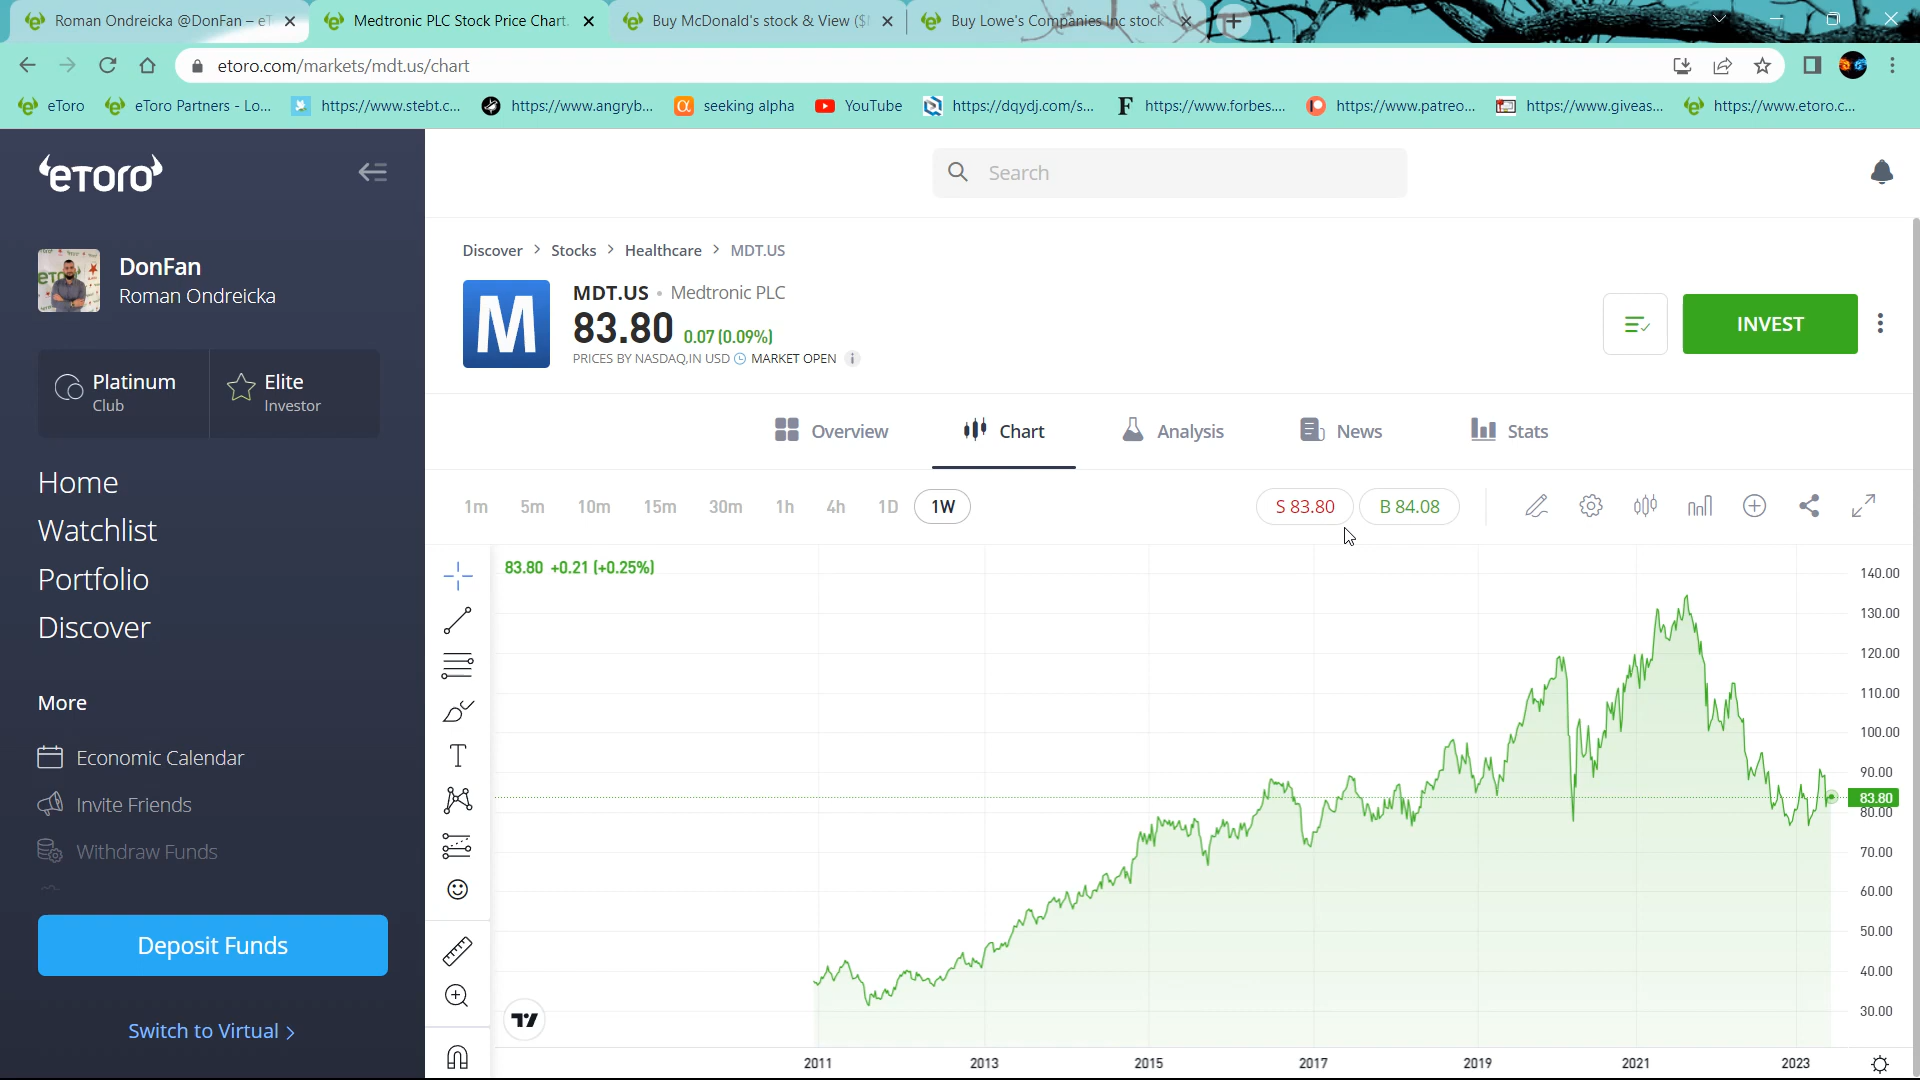 Roman Ondreicka @DonFan – eT
Medtronic PLC Stock Price Chart.
Buy McDonald's stock & View ($
Buy Lowe's Companies Inc stock
etoro.com/markets/mdt.us/chart
eToro
eToro Partners - Lo...
https://www.stebt.c...
https://www.angryb...
seeking alpha
YouTube
https://dqydj.com/s...
https://www.forbes....
https://www.patreo...
https://www.giveas...
https://www.etoro.c...
eToro
Search
DonFan
Roman Ondreicka
Platinum
Club
Elite
Investor
Home
Watchlist
Portfolio
Discover
More
Economic Calendar
Invite Friends
Withdraw Funds
Deposit Funds
Switch to Virtual >
Discover > Stocks > Healthcare > MDT.US
M
MDT.US • Medtronic PLC
83.80 0.07 (0.09%)
PRICES BY NASDAQ,IN USD MARKET OPEN
INVEST
Overview
Chart
Analysis
News
Stats
1m 5m 10m 15m 30m 1h 4h 1D 1W
S 83.80
B 84.08
83.80 +0.21 (+0.25%)
140.00
130.00
120.00
110.00
100.00
90.00
83.80
80.00
70.00
60.00
50.00
40.00
30.00
2011 2013 2015 2017 2019 2021 2023